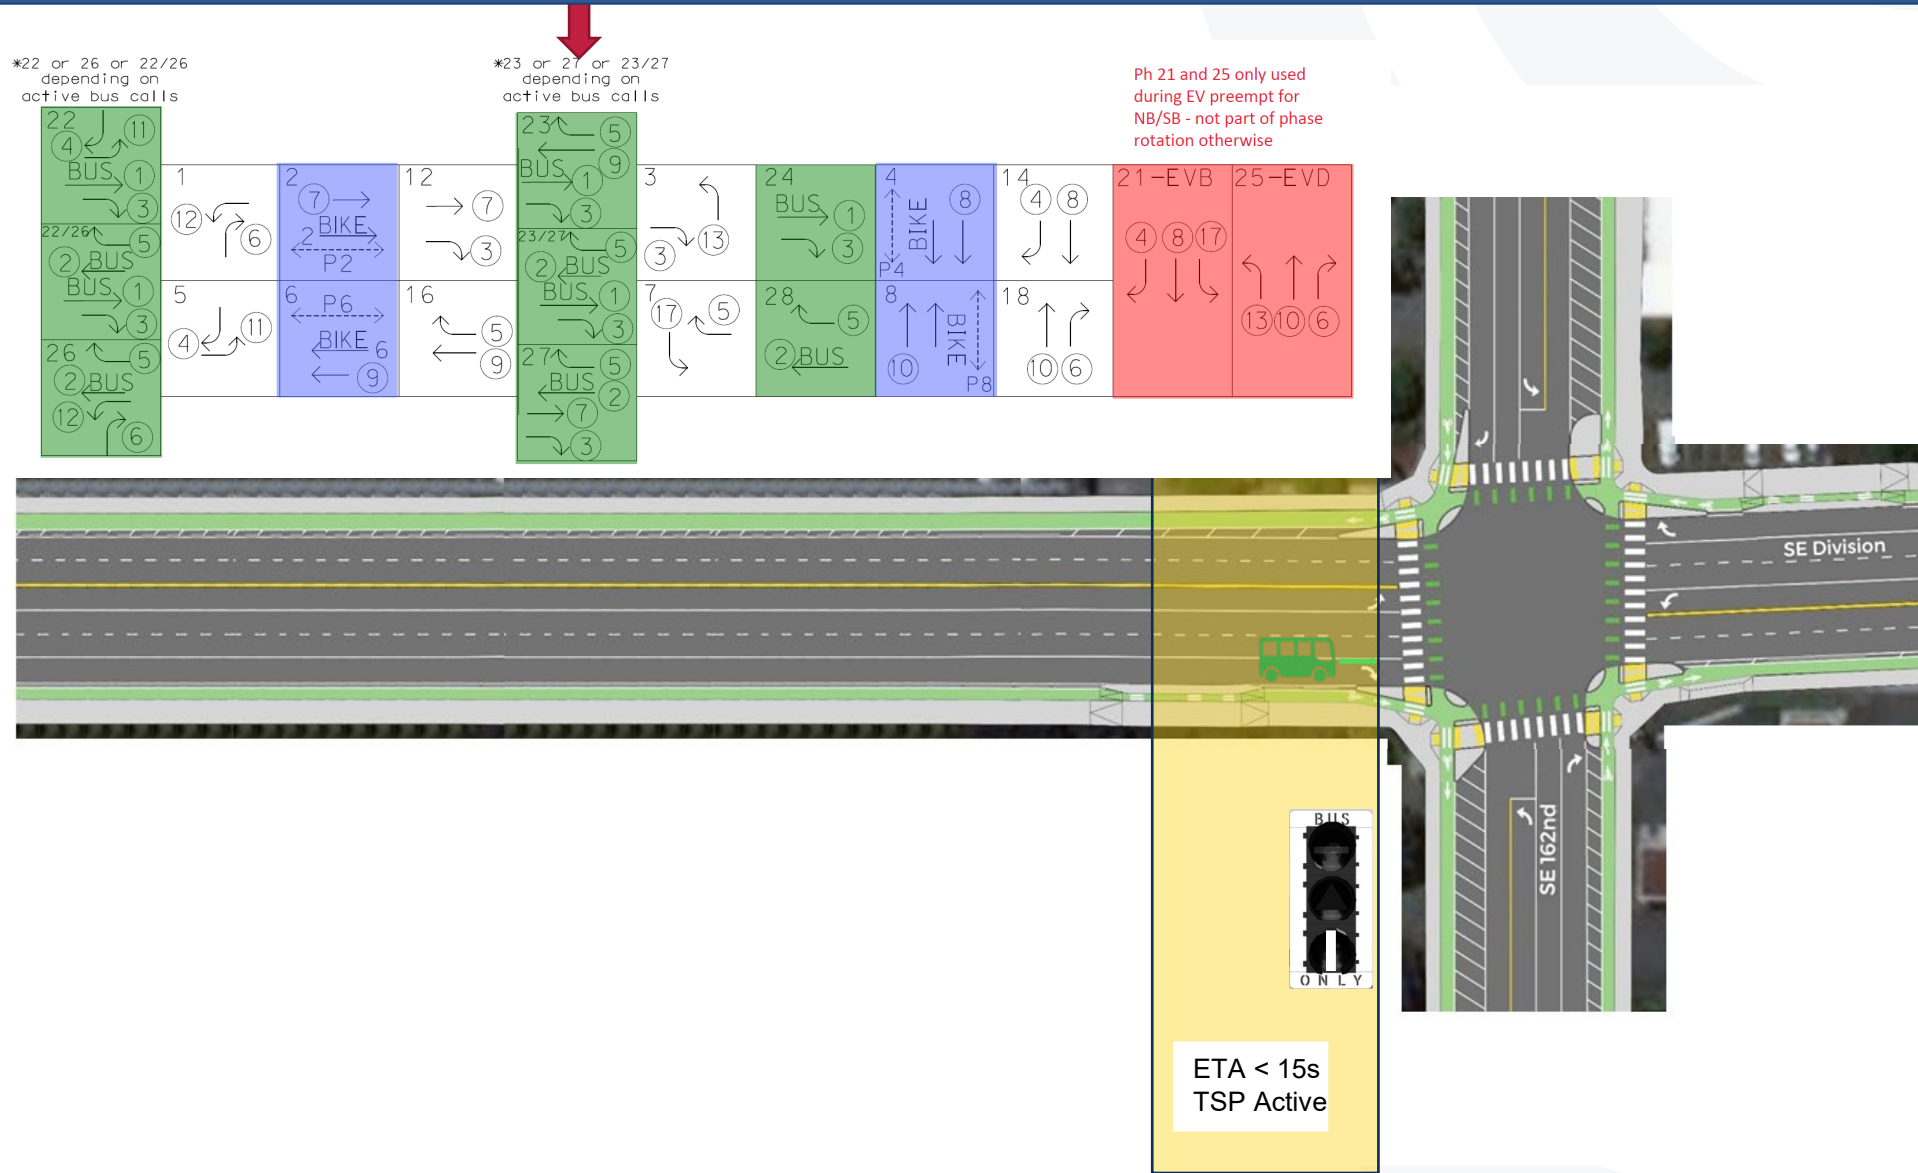 *22 or 26 or 22/26
depending on
active bus calls
*23 or 27 or 23/27
depending on
active bus calls
Ph 21 and 25 only used
during EV preempt for
NB/SB - not part of phase
rotation otherwise
22
4
11
BUS
1
3
22/26
5
2
BUS
BUS
1
3
26
5
2
BUS
12
6
1
12
6
5
4
11
2
7
BIKE
2
P2
6
P6
BIKE
6
9
12
7
3
16
5
9
23
5
9
BUS
1
3
23/27
5
2
BUS
BUS
1
3
27
5
BUS
2
7
3
3
3
13
7
17
5
24
BUS
1
3
28
5
2
BUS
4
BIKE
8
P4
8
BIKE
10
P8
14
4
8
18
10
6
21-EVB
4
8
17
25-EVD
13
10
6
SE Division
SE 162nd
BUS
ONLY
ETA < 15s
TSP Active